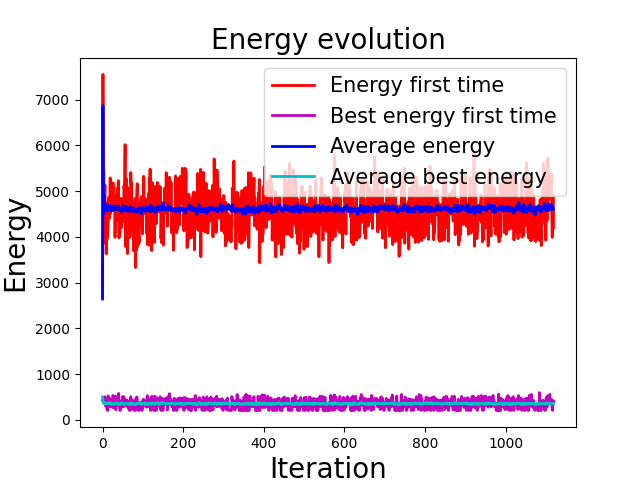 Energy evolution
Energy first time
Best energy first time
Average energy
Average best energy
Energy
7000
6000
5000
4000
3000
2000
1000
0
0 200 400 600 800 1000
Iteration